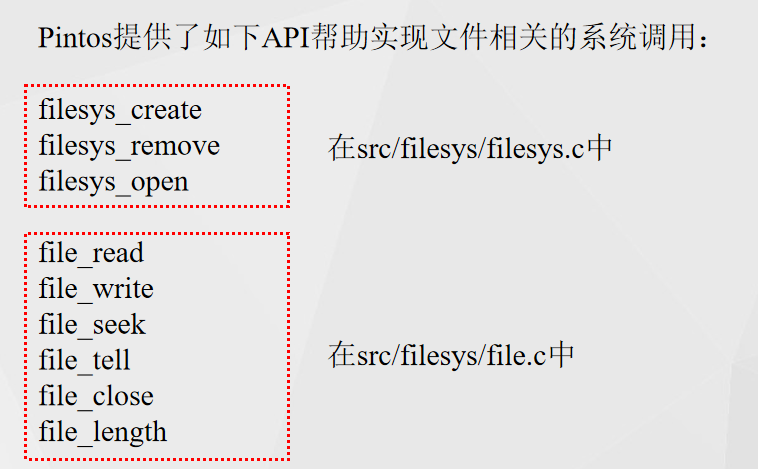 Pintos提供了如下API帮助实现文件相关的系统调用：
filesys_create
filesys_remove
filesys_open
在src/filesys/filesys.c中
file_read
file_write
file_seek
file_tell
file_close
file_length
在src/filesys/file.c中